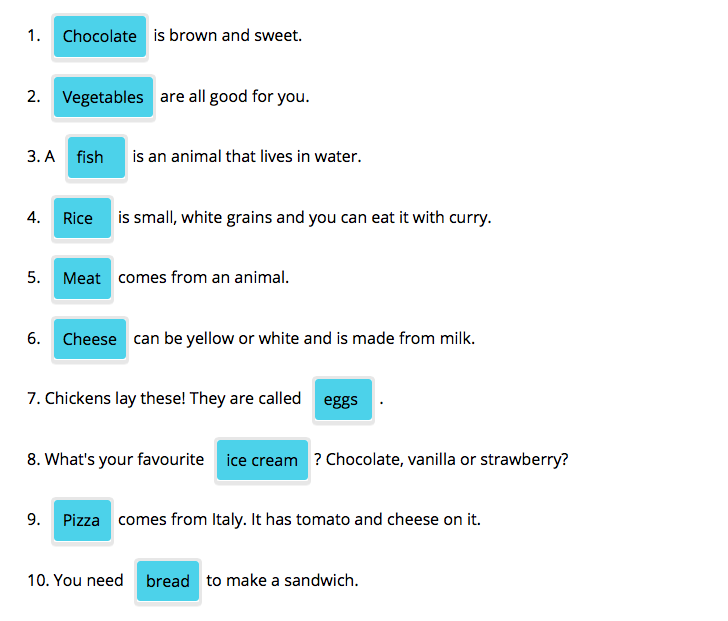 1. Chocolate is brown and sweet.
2. Vegetables are all good for you.
3. A fish is an animal that lives in water.
4. Rice is small, white grains and you can eat it with curry.
5. Meat comes from an animal.
6. Cheese can be yellow or white and is made from milk.
7. Chickens lay these! They are called eggs .
8. What's your favourite ice cream ? Chocolate, vanilla or strawberry?
9. Pizza comes from Italy. It has tomato and cheese on it.
10. You need bread to make a sandwich.